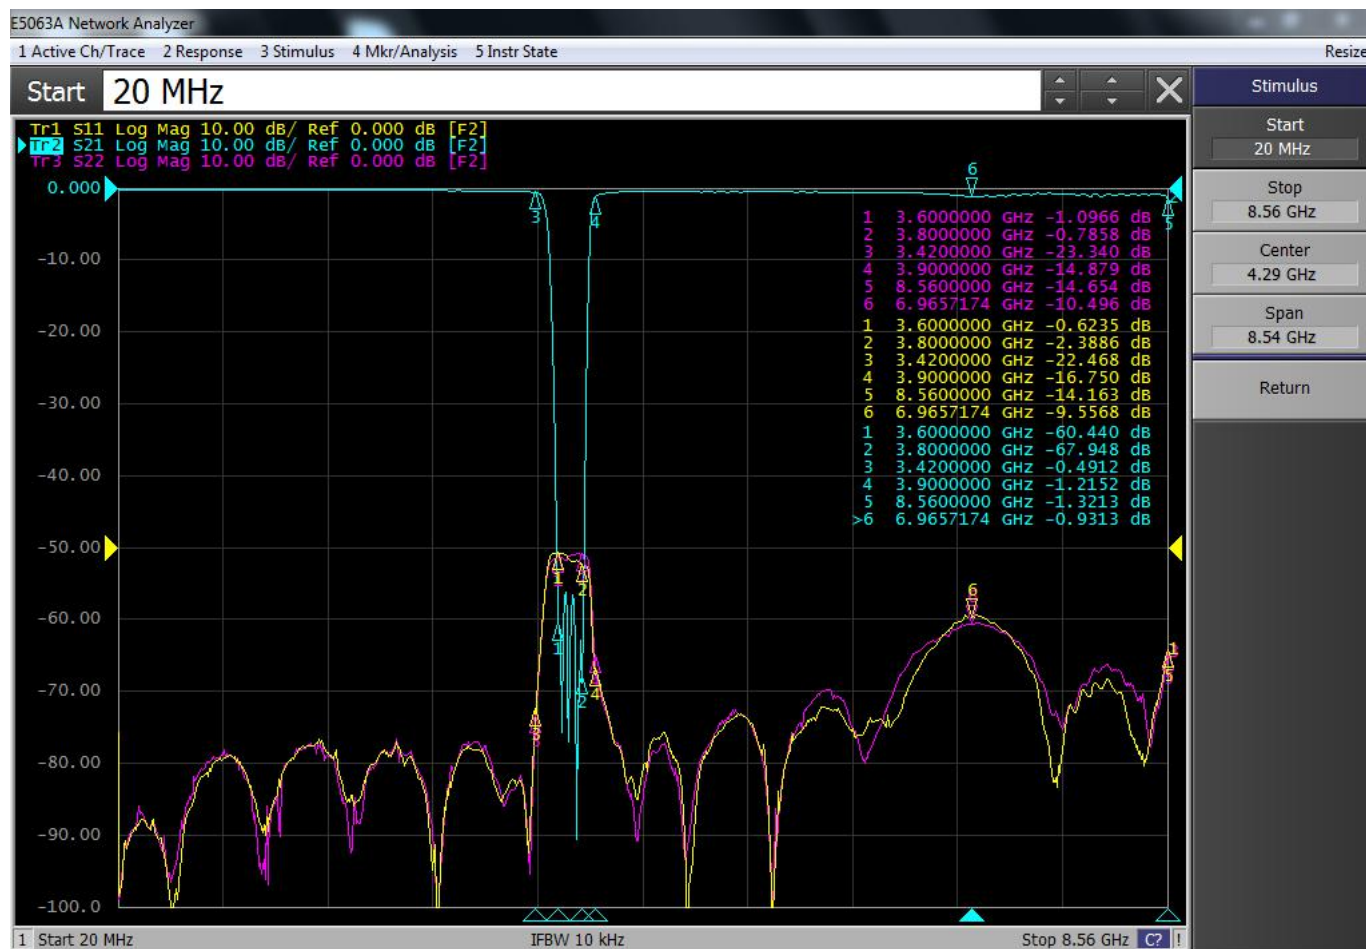 E5063A Network Analyzer
1 Active Ch/Trace 2 Response 3 Stimulus 4 Mkr/Analysis 5 Instr State Resize
Start 20 MHz
Stimulus
Start
20 MHz
Stop
8.56 GHz
Center
4.29 GHz
Span
8.54 GHz
Return
Tr1 S11 Log Mag 10.00 dB/ Ref 0.000 dB [F2]
Tr2 S21 Log Mag 10.00 dB/ Ref 0.000 dB [F2]
Tr3 S22 Log Mag 10.00 dB/ Ref 0.000 dB [F2]
0.000
-10.00
-20.00
-30.00
-40.00
-50.00
-60.00
-70.00
-80.00
-90.00
-100.0
1 3.6000000 GHz -1.0966 dB
2 3.8000000 GHz -0.7858 dB
3 3.4200000 GHz -23.340 dB
4 3.9000000 GHz -14.879 dB
5 8.5600000 GHz -14.654 dB
6 6.9657174 GHz -10.496 dB
1 3.6000000 GHz -0.6235 dB
2 3.8000000 GHz -2.3886 dB
3 3.4200000 GHz -22.468 dB
4 3.9000000 GHz -16.750 dB
5 8.5600000 GHz -14.163 dB
6 6.9657174 GHz -9.5568 dB
1 3.6000000 GHz -60.440 dB
2 3.8000000 GHz -67.948 dB
3 3.4200000 GHz -0.4912 dB
4 3.9000000 GHz -1.2152 dB
5 8.5600000 GHz -1.3213 dB
>6 6.9657174 GHz -0.9313 dB
6
3
4
5
1
2
6
1
2
4
3
5
1 Start 20 MHz IFBW 10 kHz Stop 8.56 GHz C? !